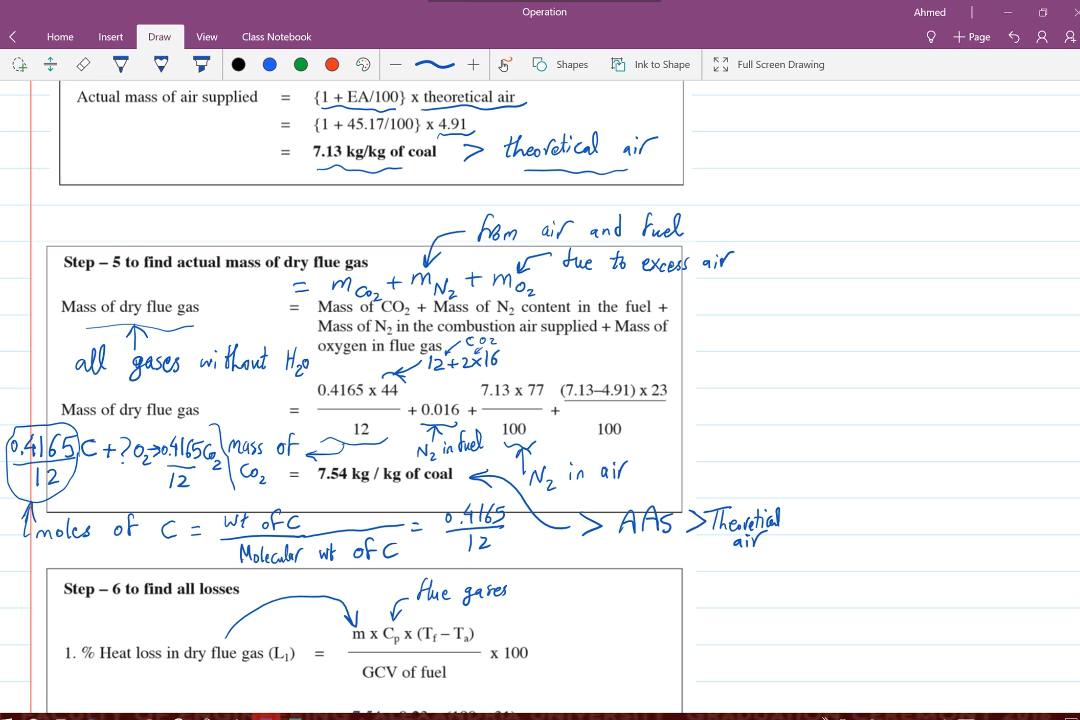 Operation
Ahmed
Home Insert Draw View Class Notebook
+ Page
Shapes
Ink to Shape
Full Screen Drawing
Actual mass of air supplied = {1 + EA/100} x theoretical air
= {1 + 45.17/100} x 4.91
= 7.13 kg/kg of coal > theoretical air
from air and fuel
Step – 5 to find actual mass of dry flue gas
due to excess air
= mCO2 + mN2 + mO2
Mass of dry flue gas = Mass of CO2 + Mass of N2 content in the fuel +
Mass of N2 in the combustion air supplied + Mass of
oxygen in flue gas
CO2
all gases without H2O
12+2x16
0.4165 x 44 7.13 x 77 (7.13–4.91) x 23
Mass of dry flue gas = + 0.016 + +
12 100 100
0.4165 C + ? O2 → 0.4165 CO2
12 12
mass of CO2
N2 in fuel
N2 in air
= 7.54 kg / kg of coal
> AAS > Theoretical air
moles of C = wt of C = 0.4165
Molecular wt of C 12
Step – 6 to find all losses
flue gases
m x Cp x (Tf – Ta)
1. % Heat loss in dry flue gas (L1) = x 100
GCV of fuel